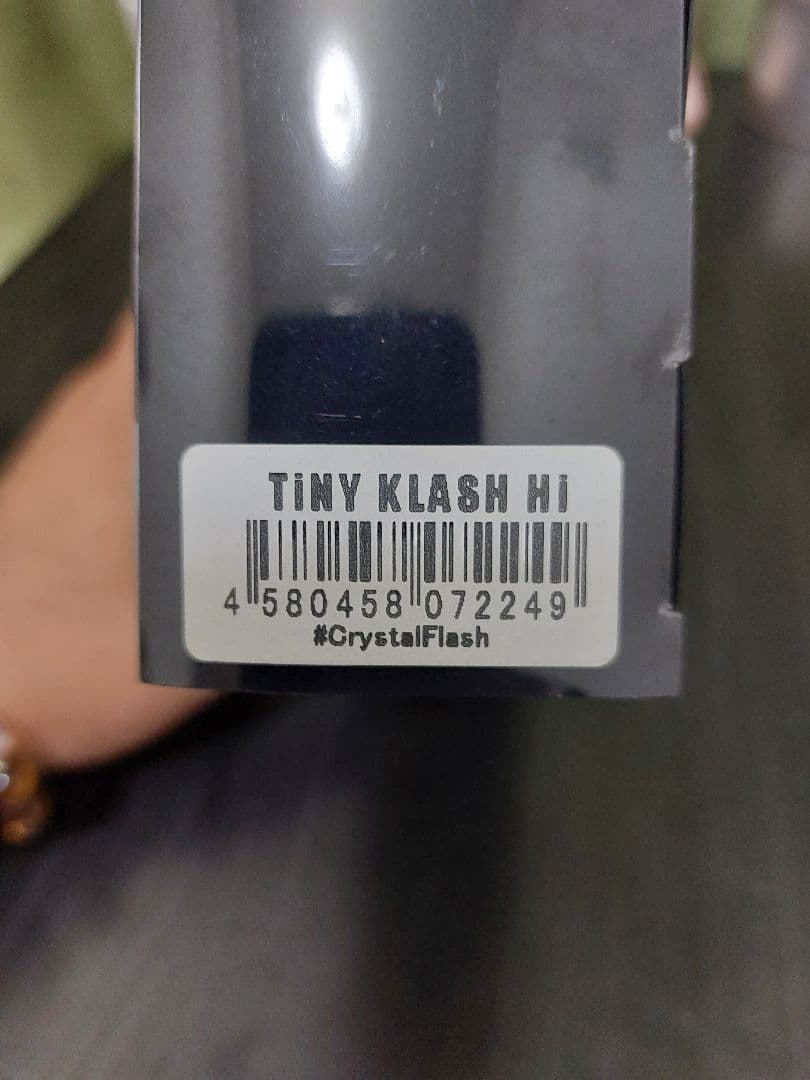 TiNY KLASH Hi
4 580458 072249
#CrystalFlash